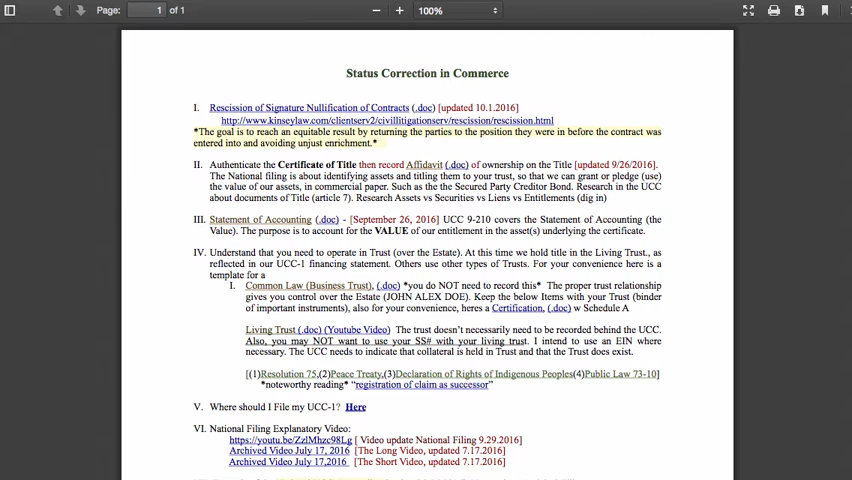 Page: 1 of 1
100%
Status Correction in Commerce
I. Rescission of Signature Nullification of Contracts (.doc) [updated 10.1.2016]
http://www.kinseylaw.com/clientserv2/civillitigationserv/rescission/rescission.html
*The goal is to reach an equitable result by returning the parties to the position they were in before the contract was
entered into and avoiding unjust enrichment.*
II. Authenticate the Certificate of Title then record Affidavit (.doc) of ownership on the Title [updated 9/26/2016].
The National filing is about identifying assets and titling them to your trust, so that we can grant or pledge (use)
the value of our assets, in commercial paper. Such as the the Secured Party Creditor Bond. Research in the UCC
about documents of Title (article 7). Research Assets vs Securities vs Liens vs Entitlements (dig in)
III. Statement of Accounting (.doc) - [September 26, 2016] UCC 9-210 covers the Statement of Accounting (the
Value). The purpose is to account for the VALUE of our entitlement in the asset(s) underlying the certificate.
IV. Understand that you need to operate in Trust (over the Estate). At this time we hold title in the Living Trust., as
reflected in our UCC-1 financing statement. Others use other types of Trusts. For your convenience here is a
template for a
I. Common Law (Business Trust), (.doc) *you do NOT need to record this* The proper trust relationship
gives you control over the Estate (JOHN ALEX DOE). Keep the below Items with your Trust (binder
of important instruments), also for your convenience, heres a Certification, (.doc) w Schedule A
Living Trust (.doc) (Youtube Video) The trust doesn't necessarily need to be recorded behind the UCC.
Also, you may NOT want to use your SS# with your living trust. I intend to use an EIN where
necessary. The UCC needs to indicate that collateral is held in Trust and that the Trust does exist.
[(1)Resolution 75,(2)Peace Treaty,(3)Declaration of Rights of Indigenous Peoples(4)Public Law 73-10]
*noteworthy reading* "registration of claim as successor"
V. Where should I File my UCC-1? Here
VI. National Filing Explanatory Video:
https://youtu.be/ZzlMhzc98Lg [ Video update National Filing 9.29.2016]
Archived Video July 17, 2016 [The Long Video, updated 7.17.2016]
Archived Video July 17,2016 [The Short Video, updated 7.17.2016]